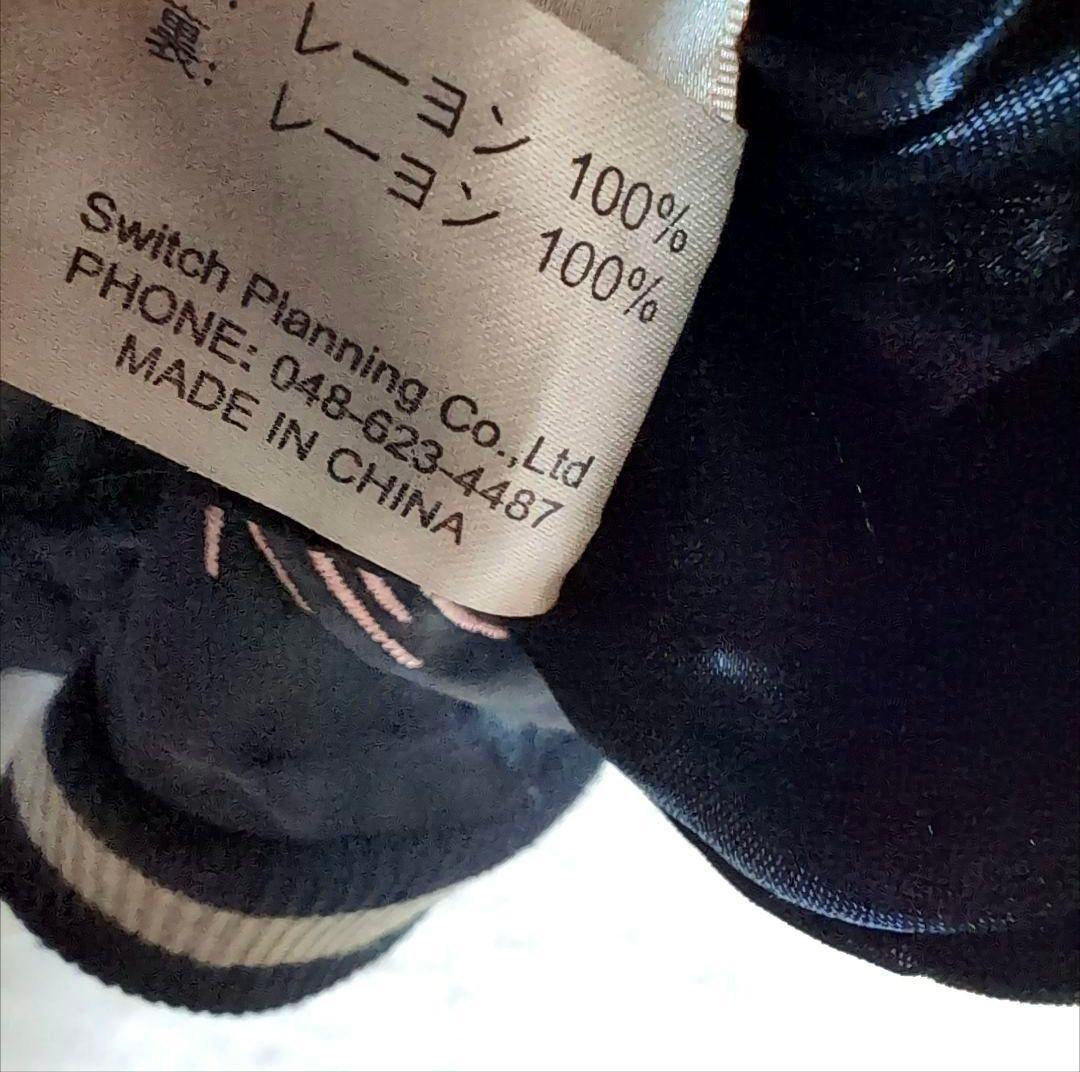 レーヨン 100%
裏: レーヨン 100%
Switch Planning Co.,Ltd
PHONE: 048-623-4487
MADE IN CHINA